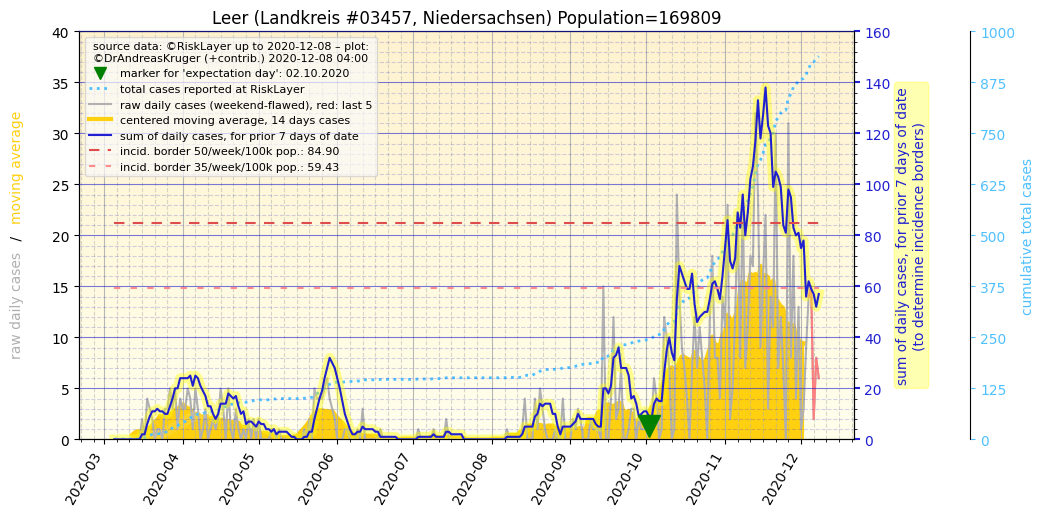 Leer (Landkreis #03457, Niedersachsen) Population=169809
source data: ©RiskLayer up to 2020-12-08 – plot:
©DrAndreasKruger (+contrib.) 2020-12-08 04:00
marker for 'expectation day': 02.10.2020
total cases reported at RiskLayer
raw daily cases (weekend-flawed), red: last 5
centered moving average, 14 days cases
sum of daily cases, for prior 7 days of date
incid. border 50/week/100k pop.: 84.90
incid. border 35/week/100k pop.: 59.43
raw daily cases / moving average
40
35
30
25
20
15
10
5
0
2020-03
2020-04
2020-05
2020-06
2020-07
2020-08
2020-09
2020-10
2020-11
2020-12
160
140
120
100
80
60
40
20
0
sum of daily cases, for prior 7 days of date
(to determine incidence borders)
1000
875
750
625
500
375
250
125
0
cumulative total cases